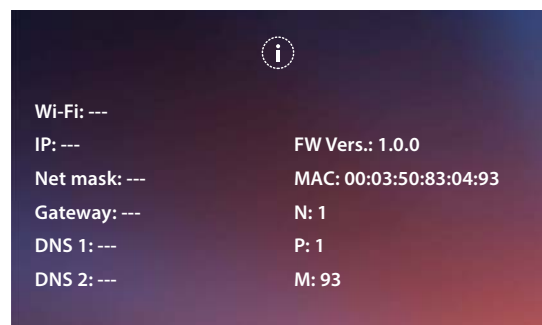 Wi-Fi: ---
IP: ---
Net mask: ---
Gateway: ---
DNS 1: ---
DNS 2: ---
FW Vers.: 1.0.0
MAC: 00:03:50:83:04:93
N: 1
P: 1
M: 93